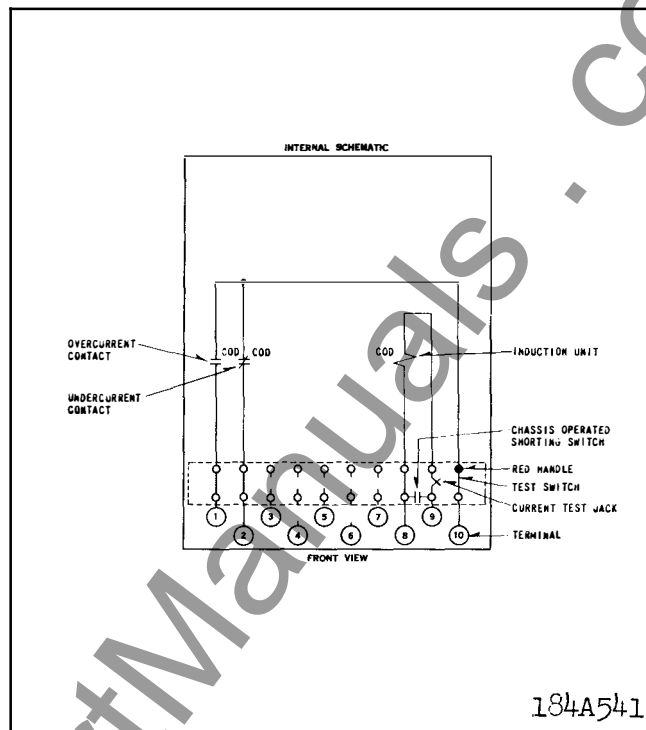 INTERNAL SCHEMATIC
OVERCURRENT
CONTACT
COD COD
COD
INDUCTION UNIT
UNDERCURRENT
CONTACT
CHASSIS OPERATED
SHORTING SWITCH
RED HANDLE
TEST SWITCH
CURRENT TEST JACK
1 3 5 7 9
2 4 6 8 10
TERMINAL
FRONT VIEW
184A541